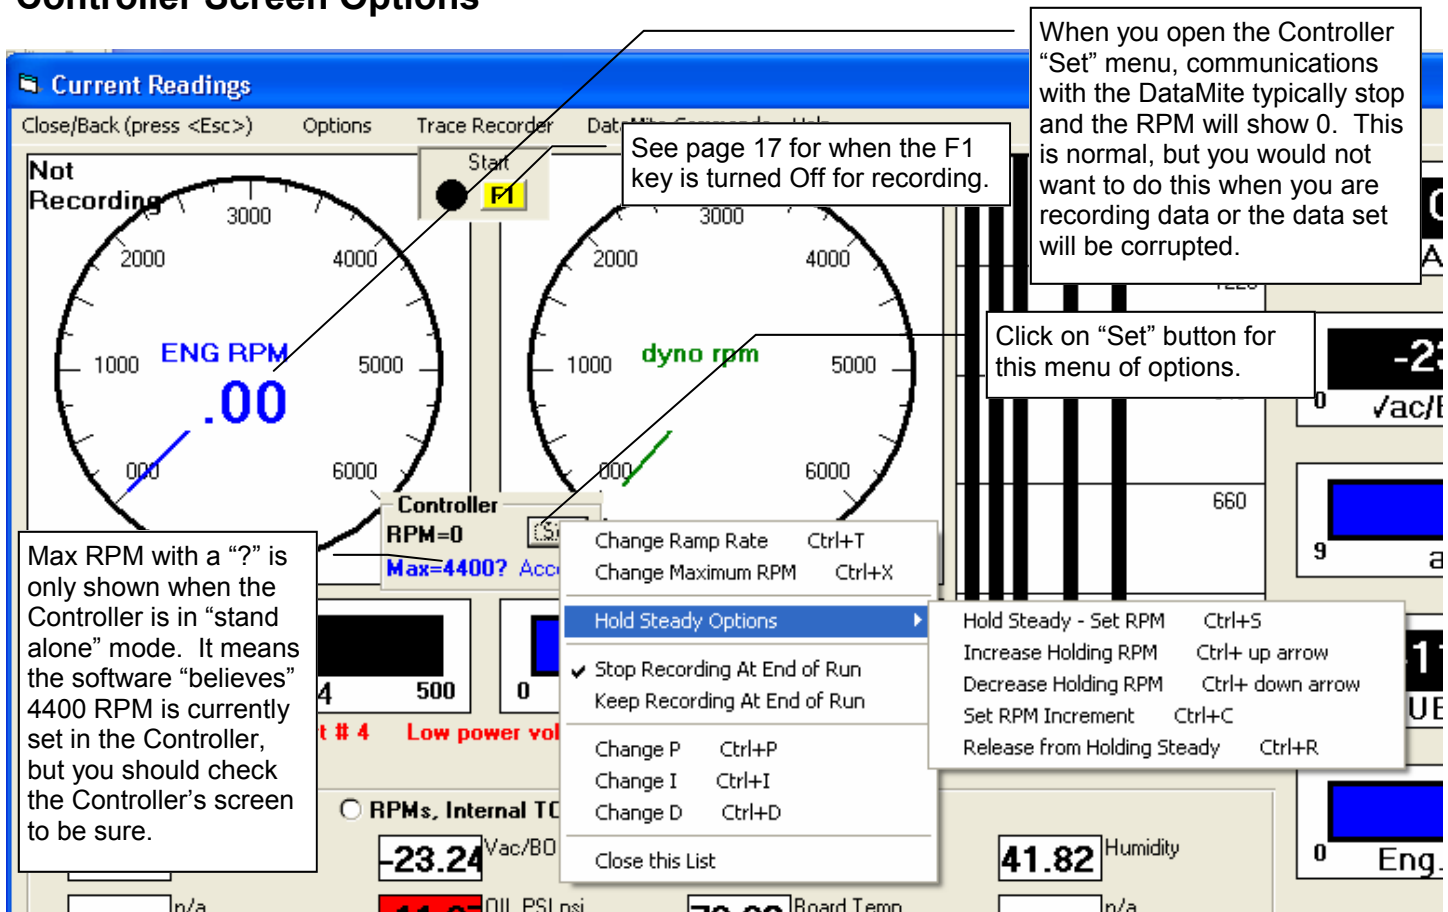 Controller Screen Options
When you open the Controller
“Set” menu, communications
with the DataMite typically stop
and the RPM will show 0.  This
is normal, but you would not
want to do this when you are
recording data or the data set
will be corrupted.
Current Readings
Close/Back (press <Esc>)
Options
Trace Recorder
See page 17 for when the F1
key is turned Off for recording.
Not
Recording
Start
F1
3000
2000
4000
1000
ENG RPM
5000
.00
000
6000
3000
2000
4000
1000
dyno rpm
5000
000
6000
Click on “Set” button for
this menu of options.
660
0
9
Controller
RPM=0
Max=4400?
Max RPM with a “?” is
only shown when the
Controller is in “stand
alone” mode.  It means
the software “believes”
4400 RPM is currently
set in the Controller,
but you should check
the Controller’s screen
to be sure.
Change Ramp Rate Ctrl+T
Change Maximum RPM Ctrl+X
Hold Steady Options
Stop Recording At End of Run
Keep Recording At End of Run
Change P Ctrl+P
Change I Ctrl+I
Change D Ctrl+D
Close this List
Hold Steady - Set RPM Ctrl+S
Increase Holding RPM Ctrl+ up arrow
Decrease Holding RPM Ctrl+ down arrow
Set RPM Increment Ctrl+C
Release from Holding Steady Ctrl+R
500
0
# 4 Low power
RPMs, Internal
-23.24 Vac/BO
41.82 Humidity
0 Eng.
n/a
OIL PSI psi
Board Temp
n/a